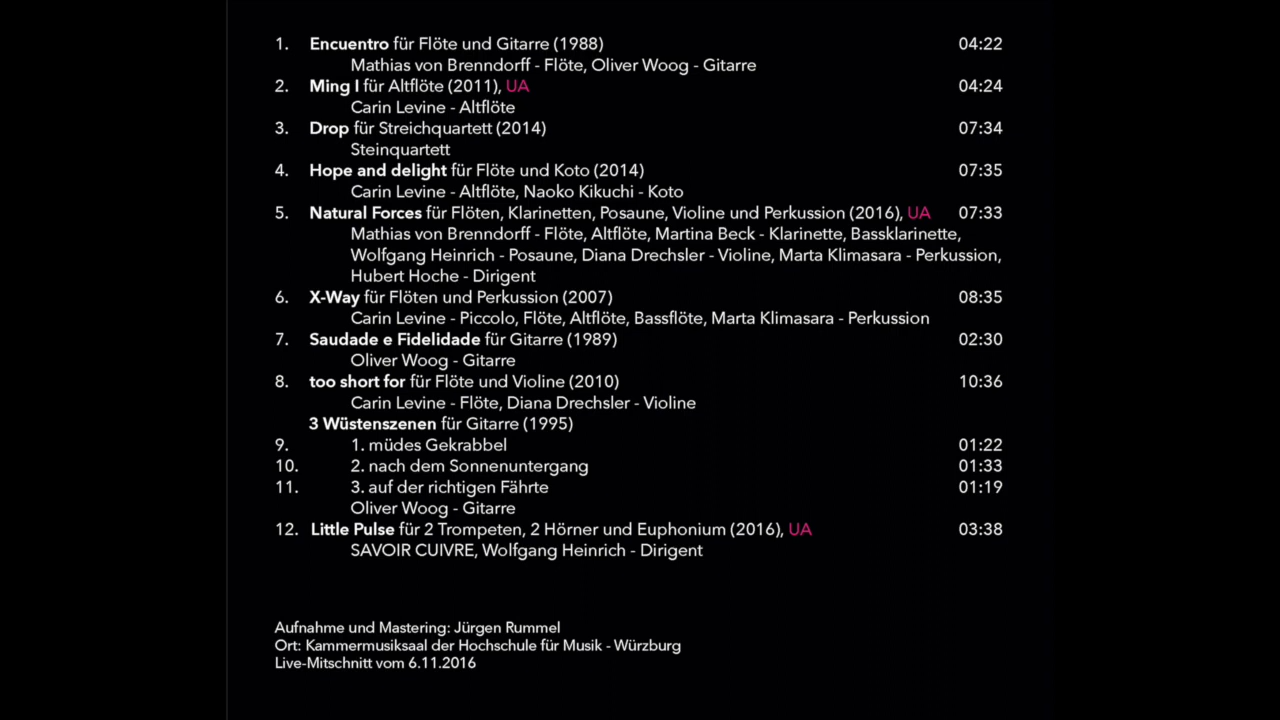 1. Encuentro für Flöte und Gitarre (1988) 04:22
Mathias von Brenndorff - Flöte, Oliver Woog - Gitarre
2. Ming I für Altflöte (2011), UA 04:24
Carin Levine - Altflöte
3. Drop für Streichquartett (2014) 07:34
Steinquartett
4. Hope and delight für Flöte und Koto (2014) 07:35
Carin Levine - Altflöte, Naoko Kikuchi - Koto
5. Natural Forces für Flöten, Klarinetten, Posaune, Violine und Perkussion (2016), UA 07:33
Mathias von Brenndorff - Flöte, Altflöte, Martina Beck - Klarinette, Bassklarinette,
Wolfgang Heinrich - Posaune, Diana Drechsler - Violine, Marta Klimasara - Perkussion,
Hubert Hoche - Dirigent
6. X-Way für Flöten und Perkussion (2007) 08:35
Carin Levine - Piccolo, Flöte, Altflöte, Bassflöte, Marta Klimasara - Perkussion
7. Saudade e Fidelidade für Gitarre (1989) 02:30
Oliver Woog - Gitarre
8. too short for für Flöte und Violine (2010) 10:36
Carin Levine - Flöte, Diana Drechsler - Violine
3 Wüstenszenen für Gitarre (1995)
9. 1. müdes Gekrabbel 01:22
10. 2. nach dem Sonnenuntergang 01:33
11. 3. auf der richtigen Fährte 01:19
Oliver Woog - Gitarre
12. Little Pulse für 2 Trompeten, 2 Hörner und Euphonium (2016), UA 03:38
SAVOIR CUIVRE, Wolfgang Heinrich - Dirigent
Aufnahme und Mastering: Jürgen Rummel
Ort: Kammermusiksaal der Hochschule für Musik - Würzburg
Live-Mitschnitt vom 6.11.2016